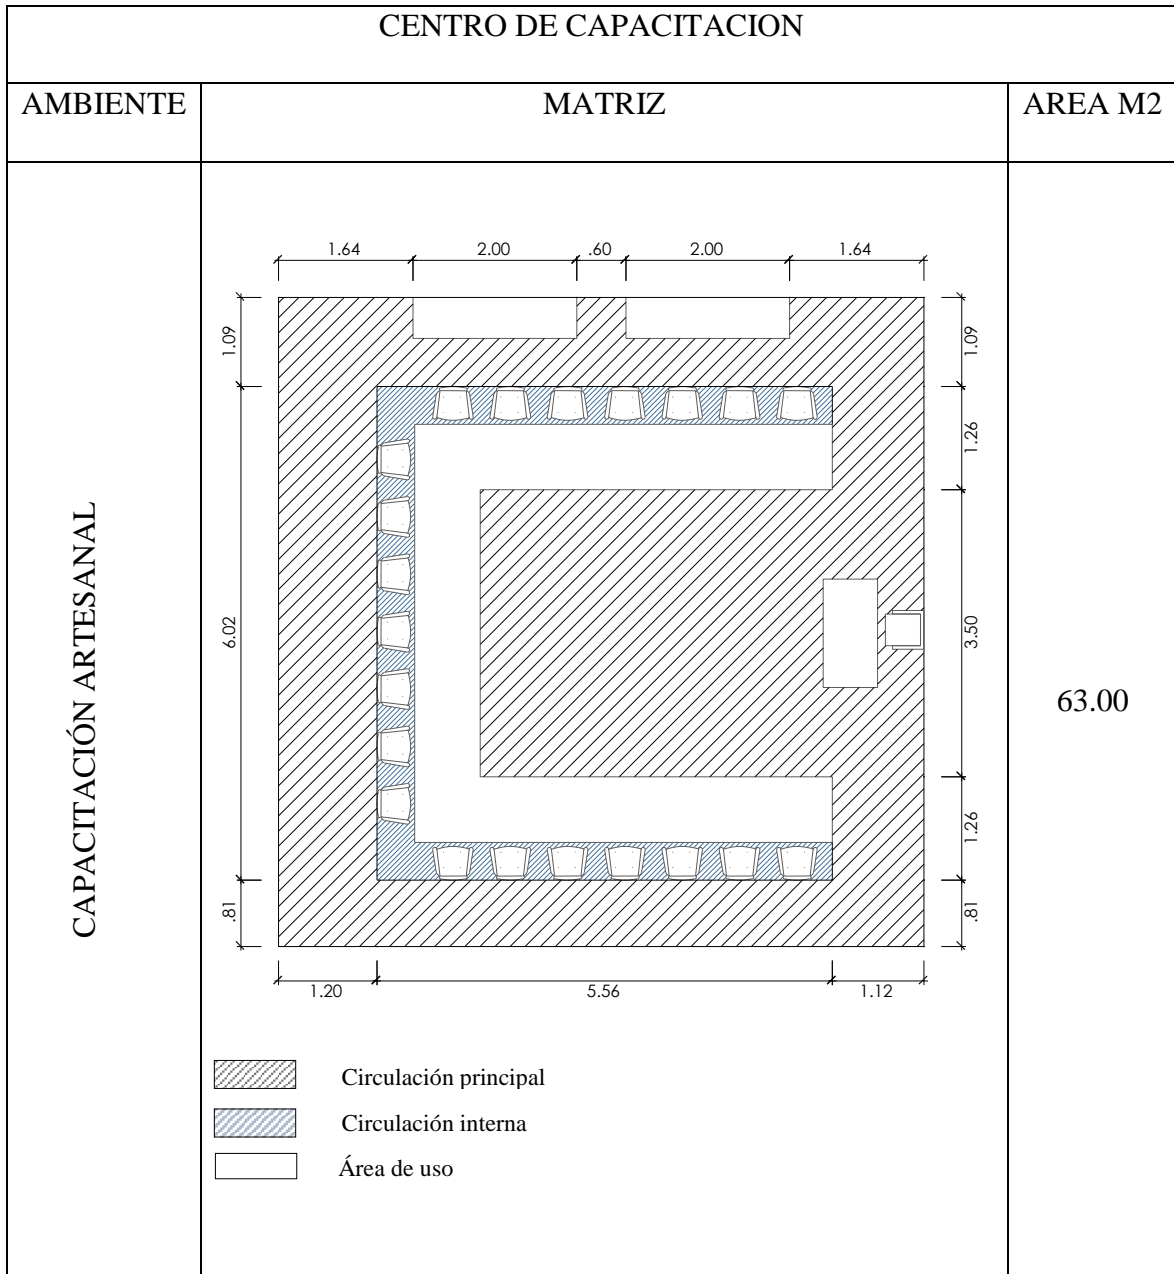 CENTRO DE CAPACITACION
AMBIENTE
MATRIZ
AREA M2
CAPACITACIÓN ARTESANAL
1.64
2.00
.60
2.00
1.64
1.09
6.02
.81
1.09
1.26
3.50
1.26
.81
1.20
5.56
1.12
63.00
Circulación principal
Circulación interna
Área de uso